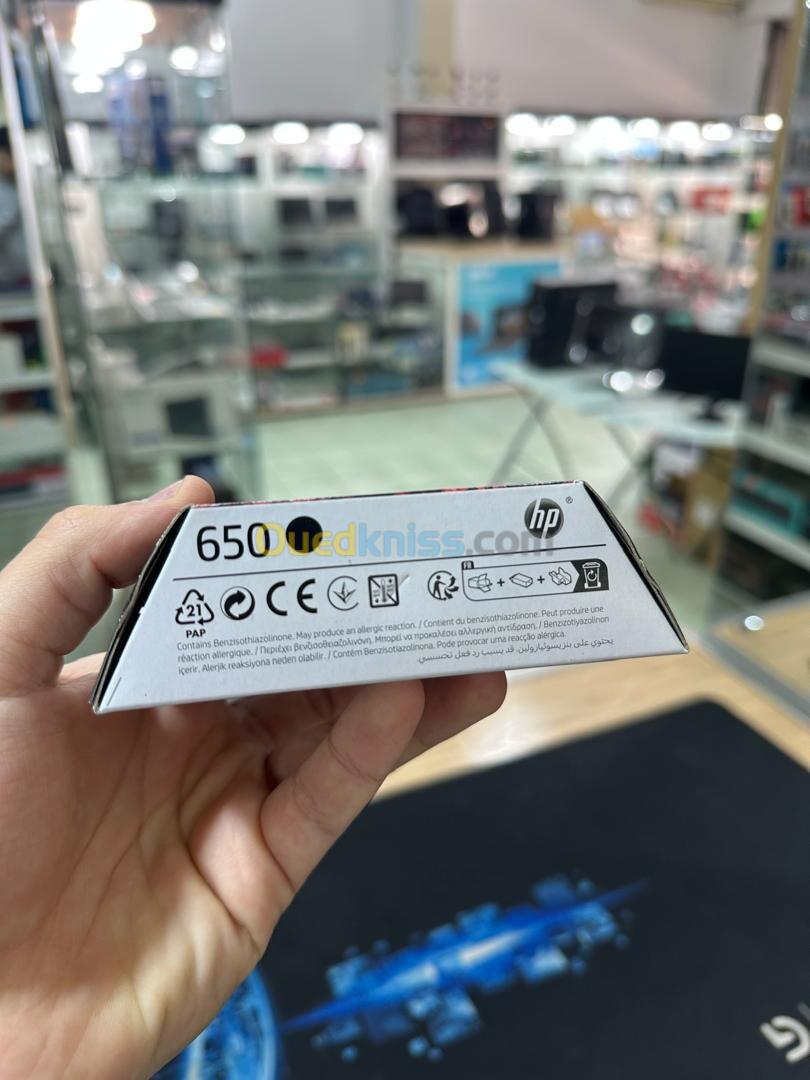 650
hp ®
Ouedkniss.com
FR
21
PAP
CE
Contains Benzisothiazolinone. May produce an allergic reaction. / Contient du benzisothiazolinone. Peut produire une
réaction allergique. / Περιέχει βενζισοθειαζολινόνη. Μπορεί να προκαλέσει αλλεργική αντίδραση. / Benzizotiyazolinon
içerir. Alerjik reaksiyona neden olabilir. / Contém Benzisotiazolinona. Pode provocar uma reacção alérgica.
يحتوي على بنزيسوثيازولين. قد يسبب رد فعل تحسسي.